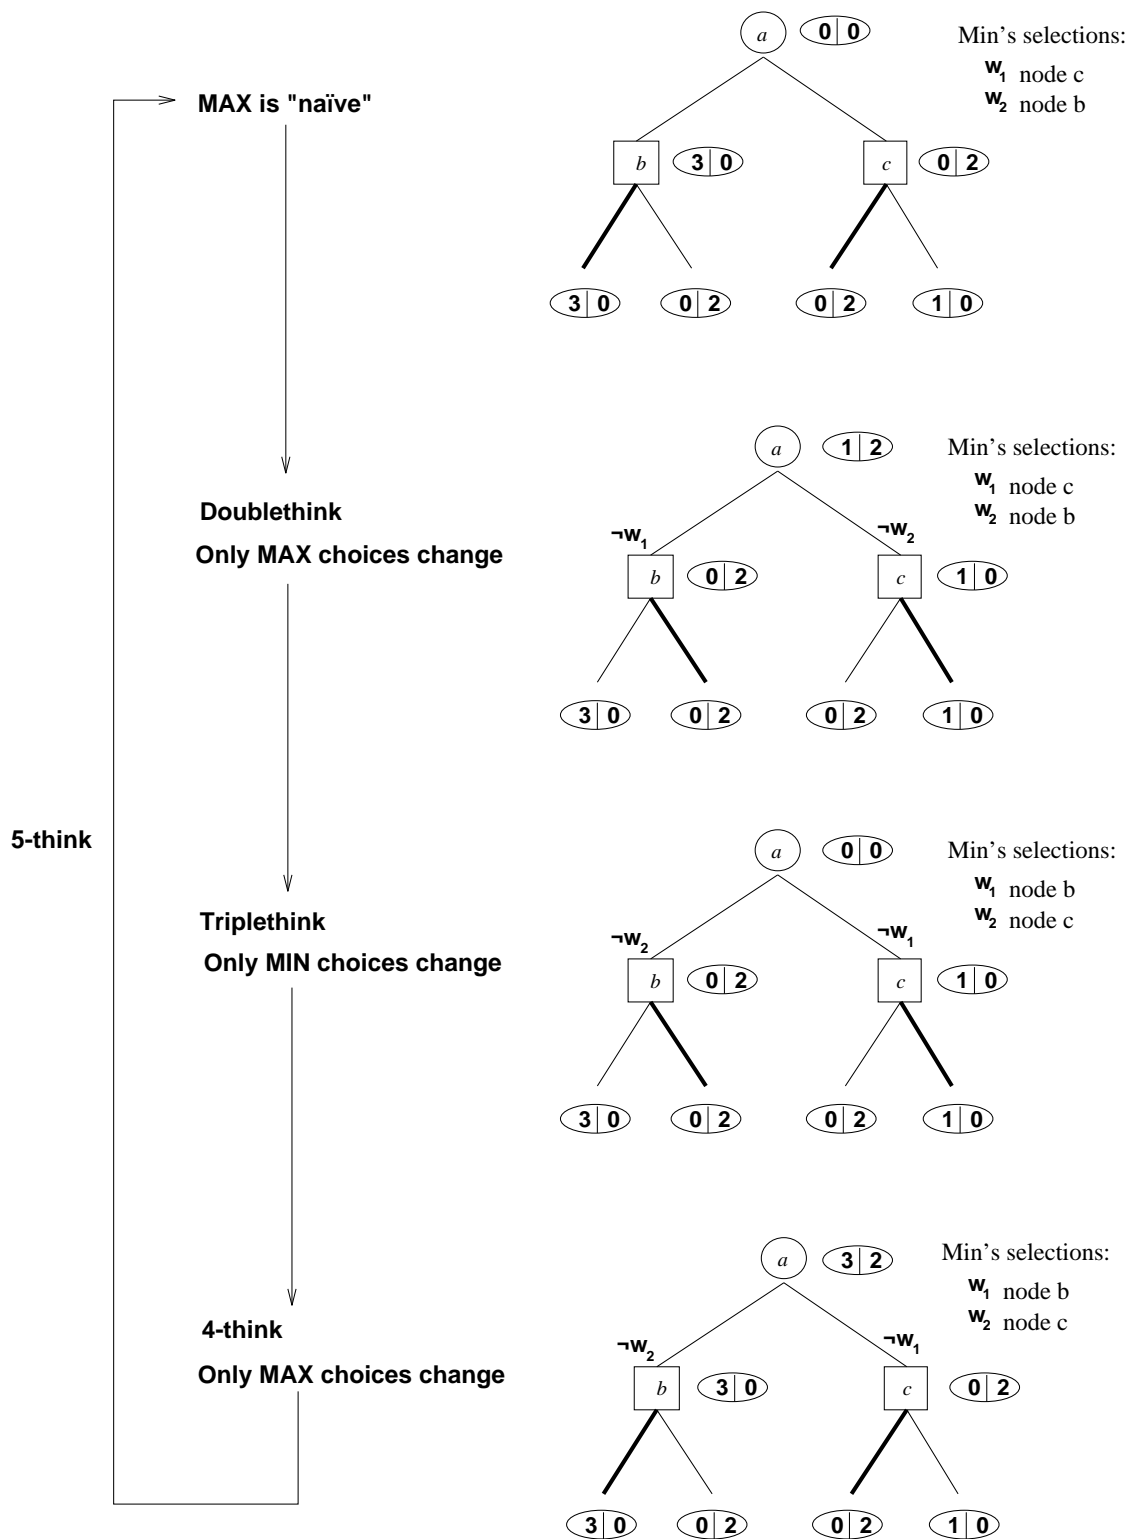 a 0 0 Min's selections:
w1 node c
w2 node b
MAX is "naïve"
b 3 0 c 0 2
3 0 0 2 0 2 1 0
a 1 2 Min's selections:
w1 node c
w2 node b
Doublethink
¬w1 ¬w2
Only MAX choices change
b 0 2 c 1 0
3 0 0 2 0 2 1 0
5-think
a 0 0 Min's selections:
w1 node b
w2 node c
Triplethink
¬w2 ¬w1
Only MIN choices change
b 0 2 c 1 0
3 0 0 2 0 2 1 0
a 3 2 Min's selections:
w1 node b
w2 node c
4-think
¬w2 ¬w1
Only MAX choices change
b 3 0 c 0 2
3 0 0 2 0 2 1 0